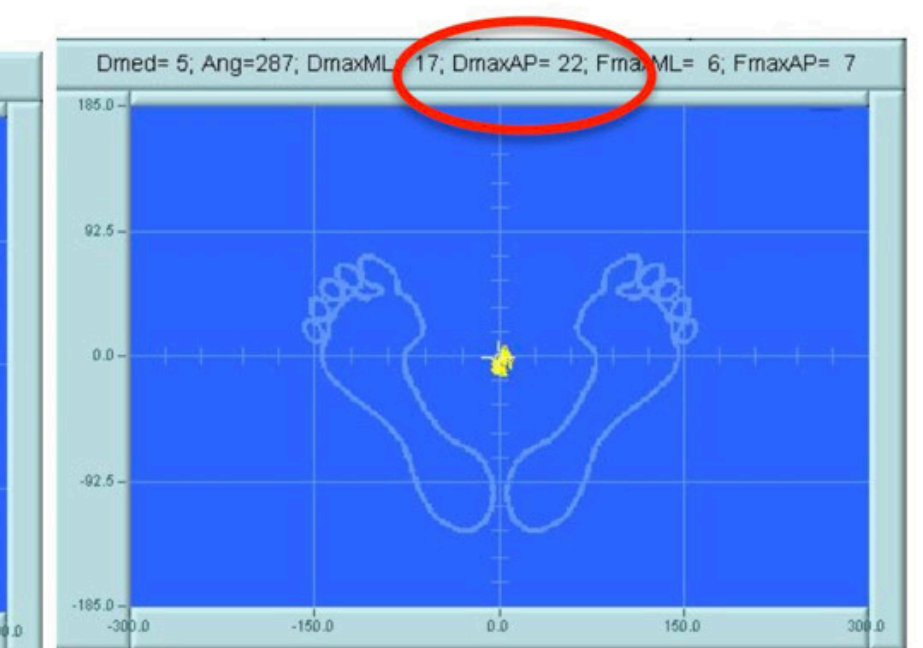 Dmed= 5; Ang=287; DmaxML= 17; DmaxAP= 22; FmaxML= 6; FmaxAP= 7
185.0
92.5
0.0
-92.5
-185.0
-300.0 -150.0 0.0 150.0 300.0